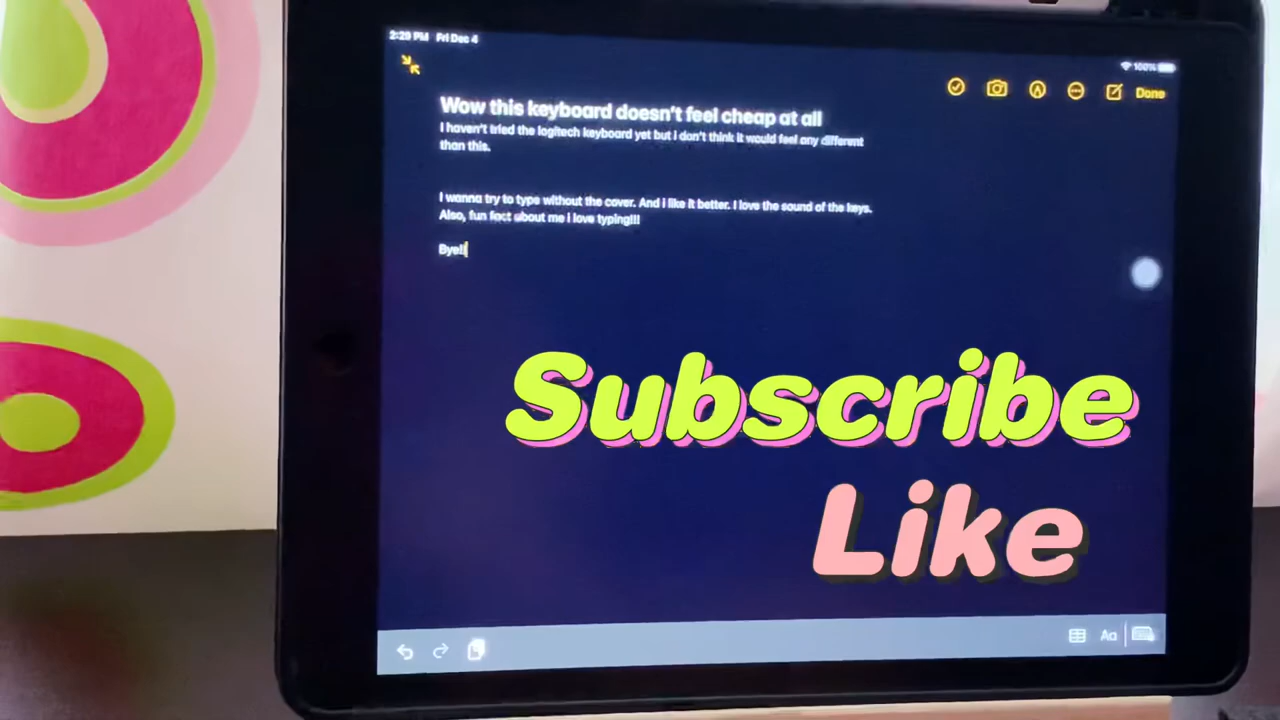 2:29 PM Fri Dec 4
100%
Done
Wow this keyboard doesn't feel cheap at all
I haven't tried the logitech keyboard yet but I don't think it would feel any different
than this.
I wanna try to type without the cover. And i like it better. I love the sound of the keys.
Also, fun fact about me i love typing!!!
Bye!!
Subscribe
Like
Aa